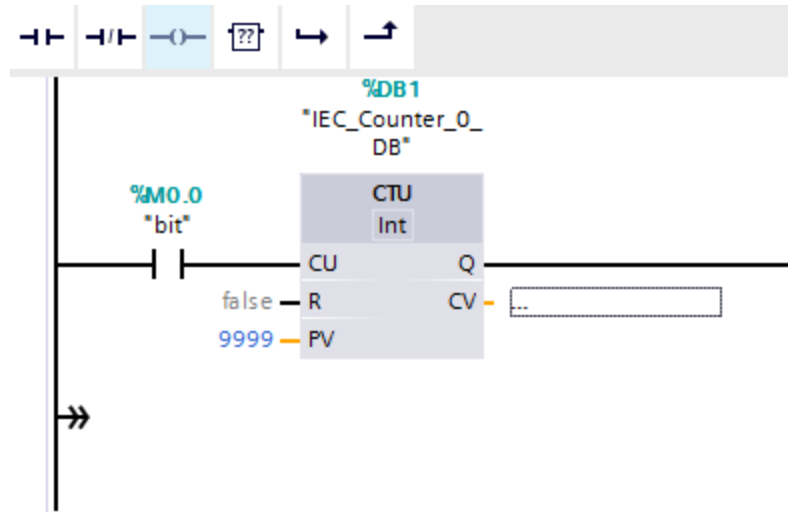 ??
%DB1
"IEC_Counter_0_
DB"
%M0.0
"bit"
CTU
Int
CU
Q
false
R
CV
...
9999
PV